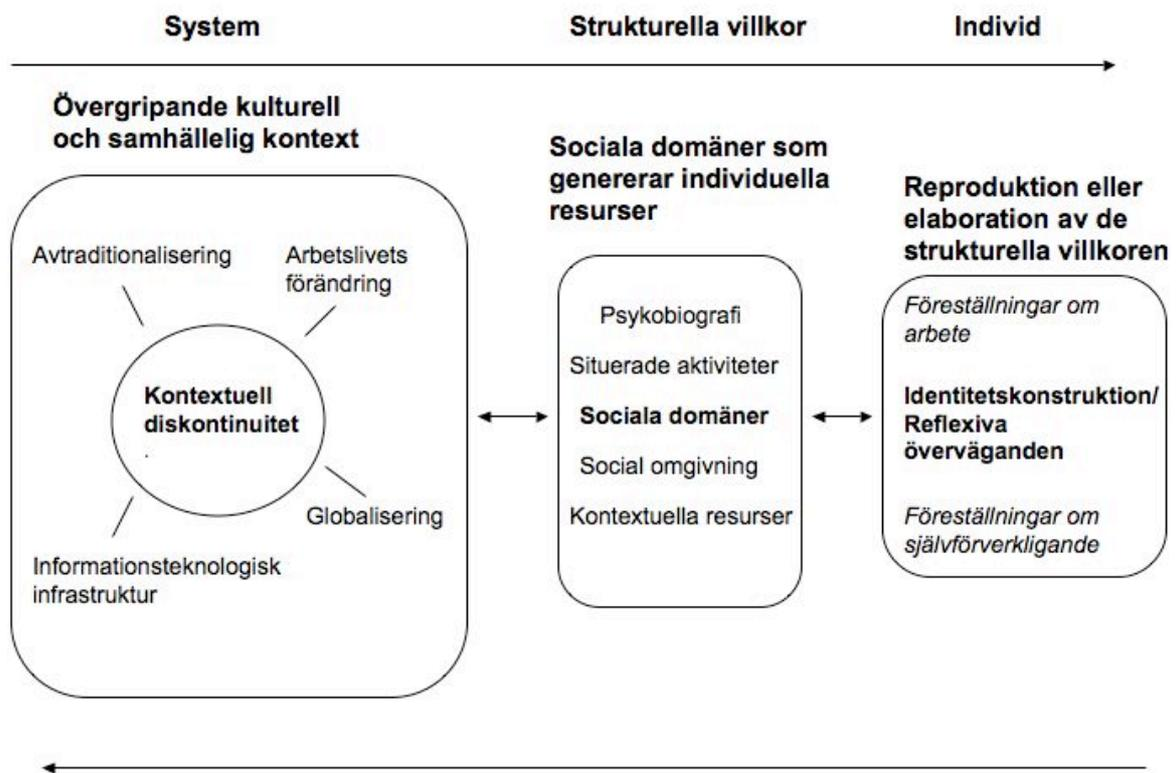 System
Strukturella villkor
Individ
Övergripande kulturell
och samhällelig kontext
Avtraditionalisering
Arbetslivets
förändring
Kontextuell
diskontinuitet
.
Globalisering
Informationsteknologisk
infrastruktur
Sociala domäner som
genererar individuella
resurser
Psykobiografi
Situerade aktiviteter
Sociala domäner
Social omgivning
Kontextuella resurser
Reproduktion eller
elaboration av de
strukturella villkoren
Föreställningar om
arbete
Identitetskonstruktion/
Reflexiva
överväganden
Föreställningar om
självförverkligande